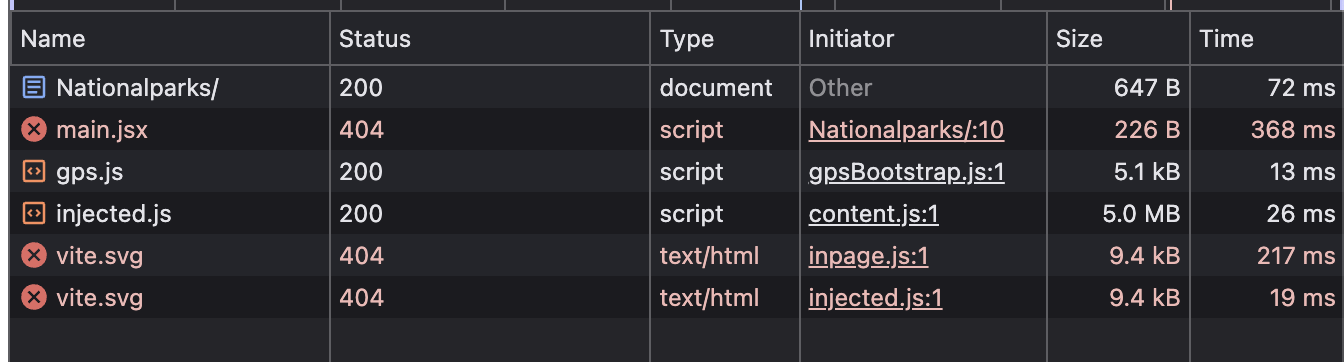 Name Status Type Initiator Size Time
Nationalparks/ 200 document Other 647 B 72 ms
main.jsx 404 script Nationalparks/:10 226 B 368 ms
gps.js 200 script gpsBootstrap.js:1 5.1 kB 13 ms
injected.js 200 script content.js:1 5.0 MB 26 ms
vite.svg 404 text/html inpage.js:1 9.4 kB 217 ms
vite.svg 404 text/html injected.js:1 9.4 kB 19 ms